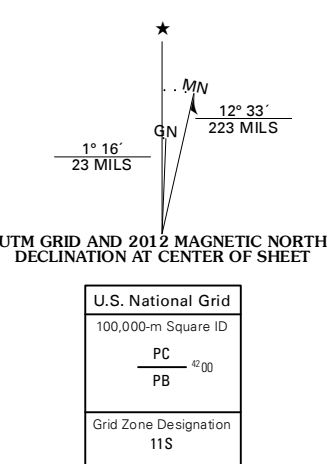 ★
MN
GN
12° 33´
223 MILS
1° 16´
23 MILS
UTM GRID AND 2012 MAGNETIC NORTH
DECLINATION AT CENTER OF SHEET
U.S. National Grid
100,000-m Square ID
PC
4200
PB
Grid Zone Designation
11S